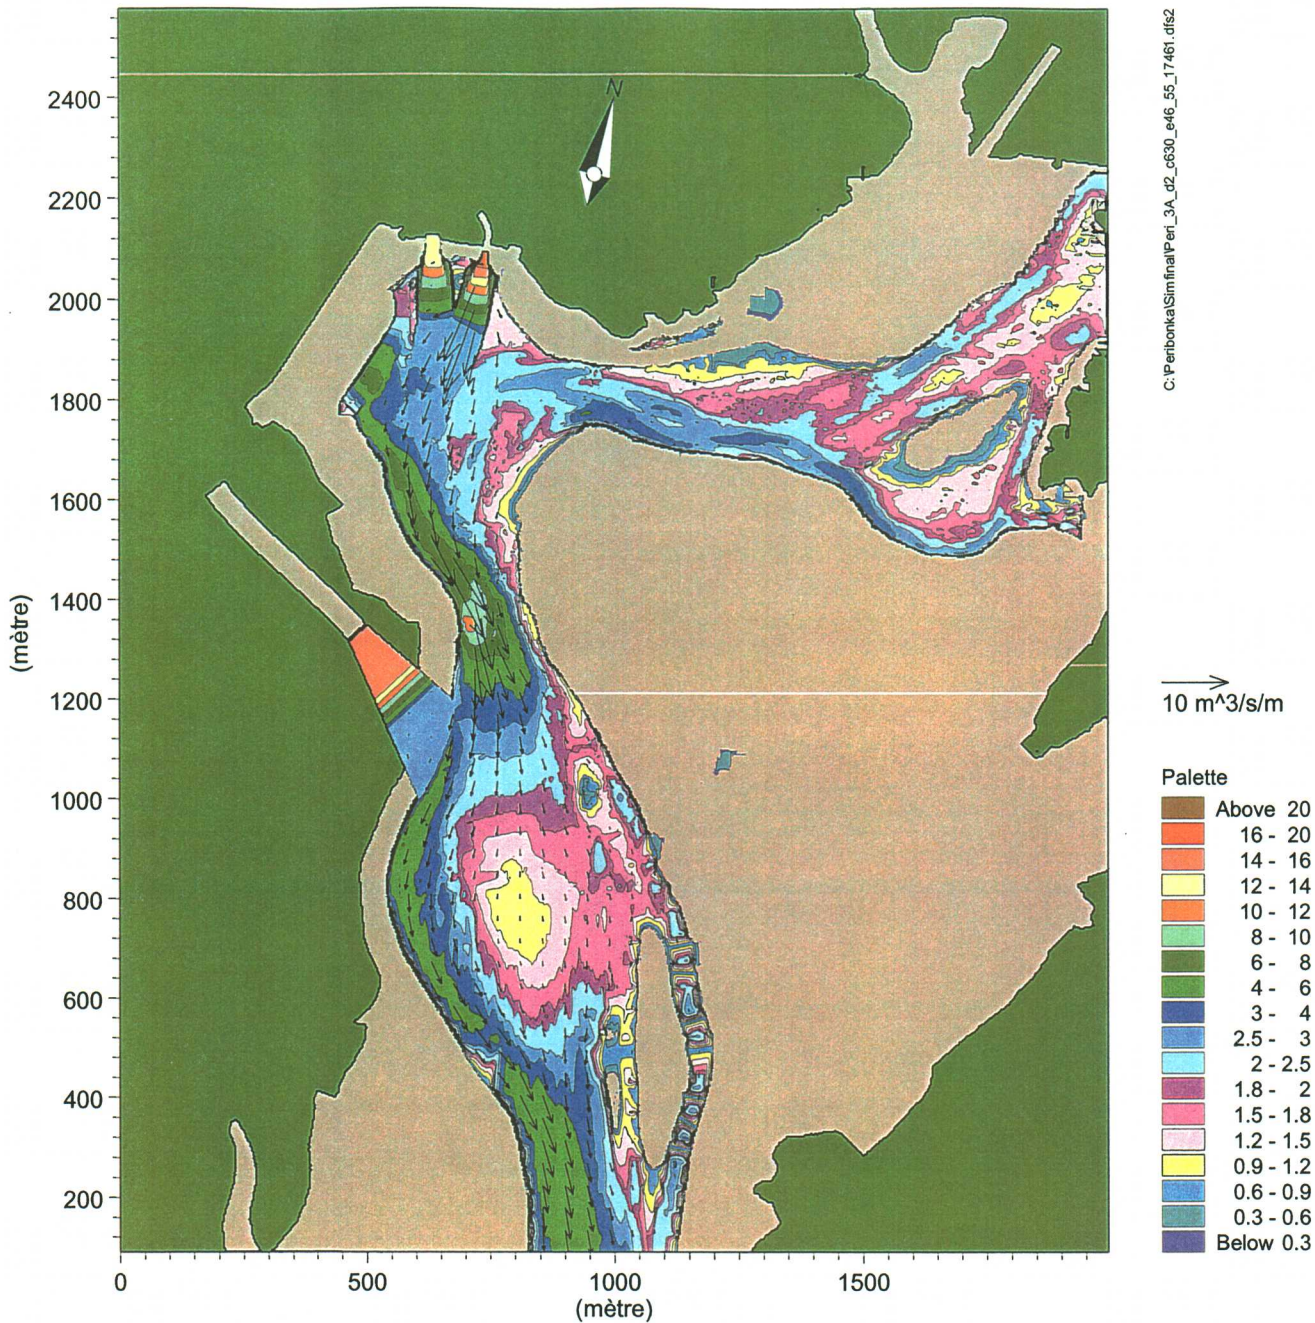 N
C:\Peribonka\Simfinal\Peri_3A_d2_c630_e46_55_17461.dfs2
2400
2200
2000
1800
1600
1400
1200
1000
800
600
400
200
(mètre)
0
500
1000
1500
(mètre)
10 m^3/s/m
Palette
Above 20
16 - 20
14 - 16
12 - 14
10 - 12
8 - 10
6 - 8
4 - 6
3 - 4
2.5 - 3
2 - 2.5
1.8 - 2
1.5 - 1.8
1.2 - 1.5
0.9 - 1.2
0.6 - 0.9
0.3 - 0.6
Below 0.3